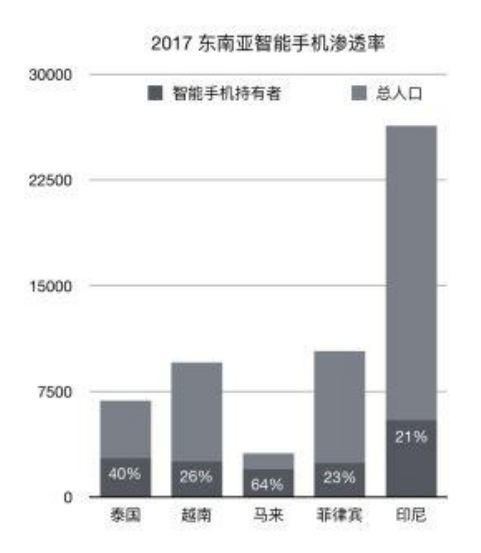 2017 东南亚智能手机渗透率
30000
智能手机持有者 总人口
22500
15000
7500
21%
40% 26% 64% 23%
0
泰国 越南 马来 菲律宾 印尼